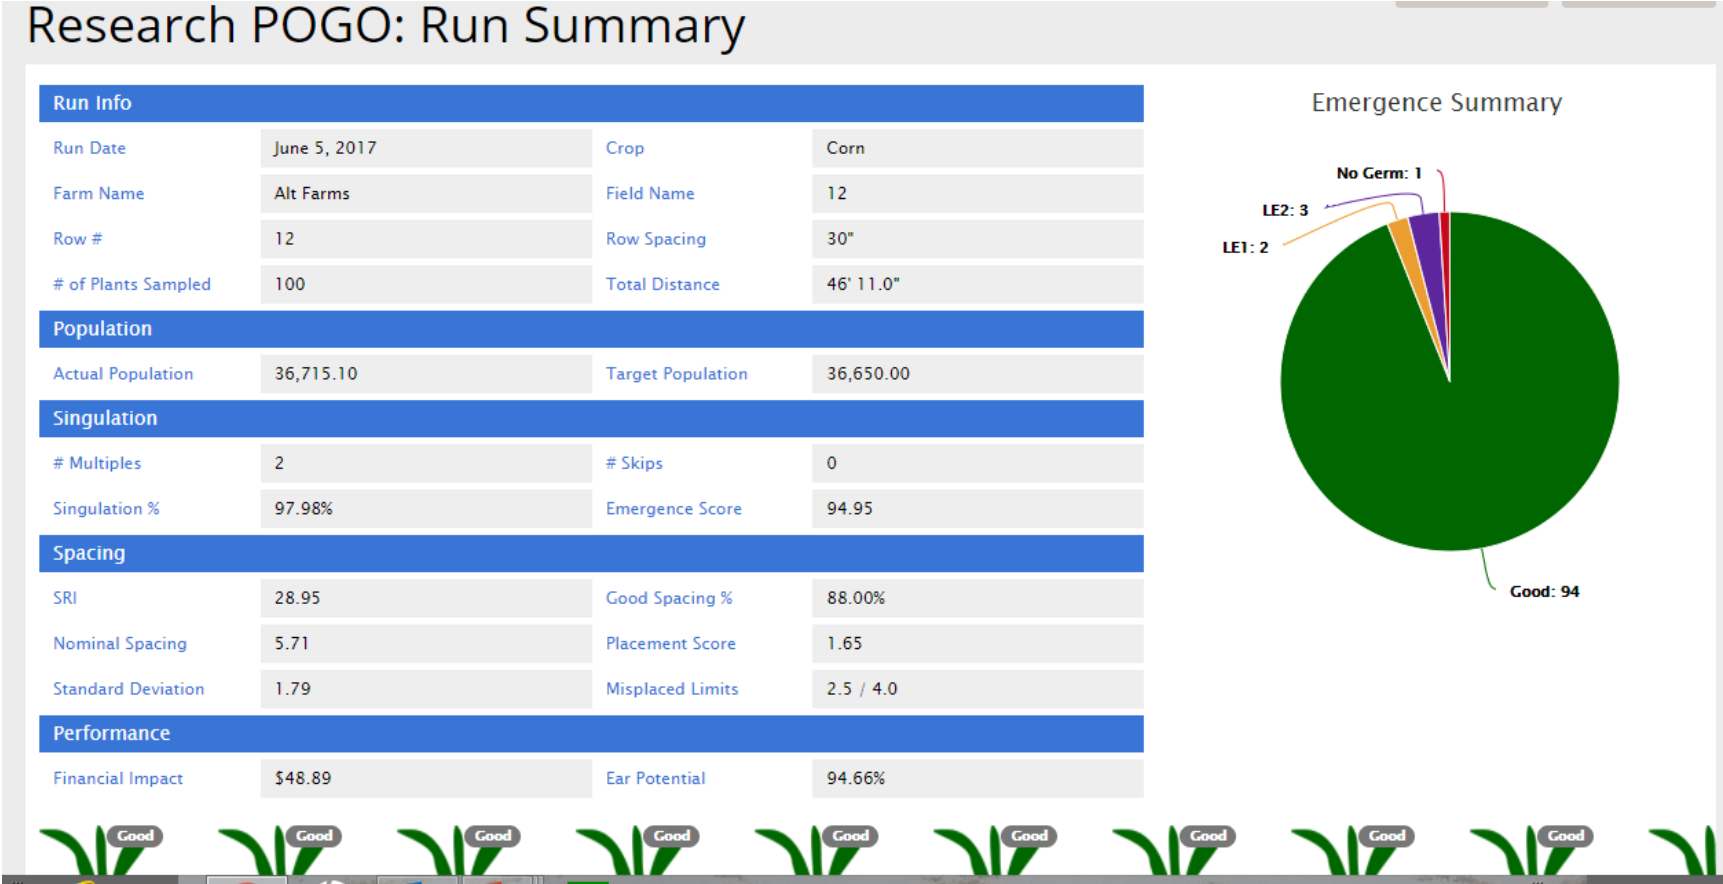 Research POGO: Run Summary
Run Info
Run Date June 5, 2017 Crop Corn
Farm Name Alt Farms Field Name 12
Row # 12 Row Spacing 30"
# of Plants Sampled 100 Total Distance 46' 11.0"
Population
Actual Population 36,715.10 Target Population 36,650.00
Singulation
# Multiples 2 # Skips 0
Singulation % 97.98% Emergence Score 94.95
Spacing
SRI 28.95 Good Spacing % 88.00%
Nominal Spacing 5.71 Placement Score 1.65
Standard Deviation 1.79 Misplaced Limits 2.5 / 4.0
Performance
Financial Impact $48.89 Ear Potential 94.66%
Emergence Summary
No Germ: 1
LE2: 3
LE1: 2
Good: 94
Good Good Good Good Good Good Good Good Good